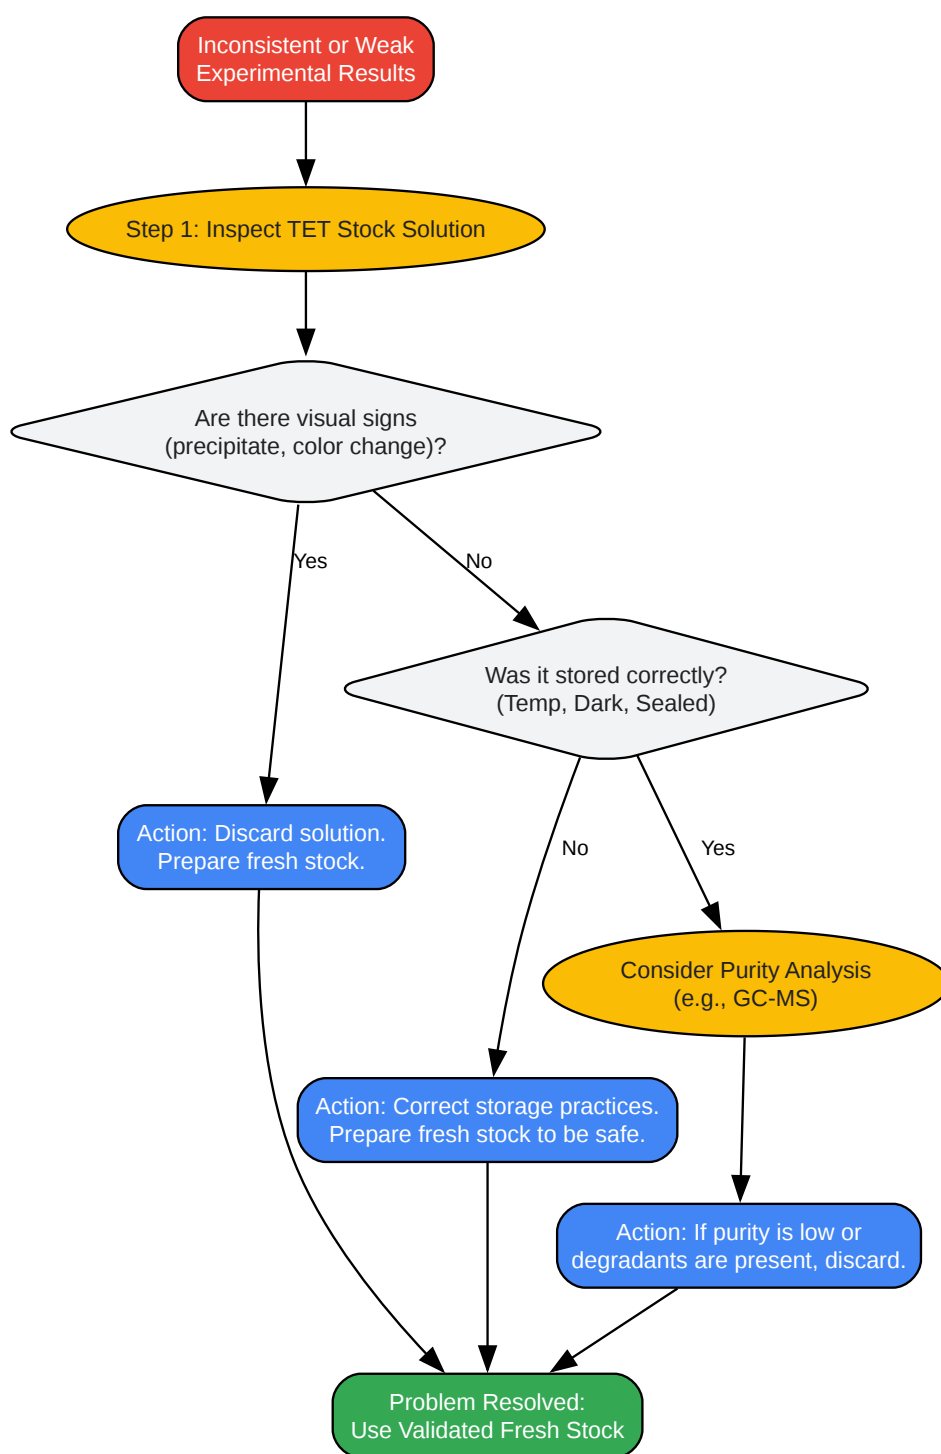 Inconsistent or Weak
Experimental Results
Step 1: Inspect TET Stock Solution
Are there visual signs
(precipitate, color change)?
Yes
No
Was it stored correctly?
(Temp, Dark, Sealed)
Action: Discard solution.
Prepare fresh stock.
No
Yes
Consider Purity Analysis
(e.g., GC-MS)
Action: Correct storage practices.
Prepare fresh stock to be safe.
Action: If purity is low or
degradants are present, discard.
Problem Resolved:
Use Validated Fresh Stock